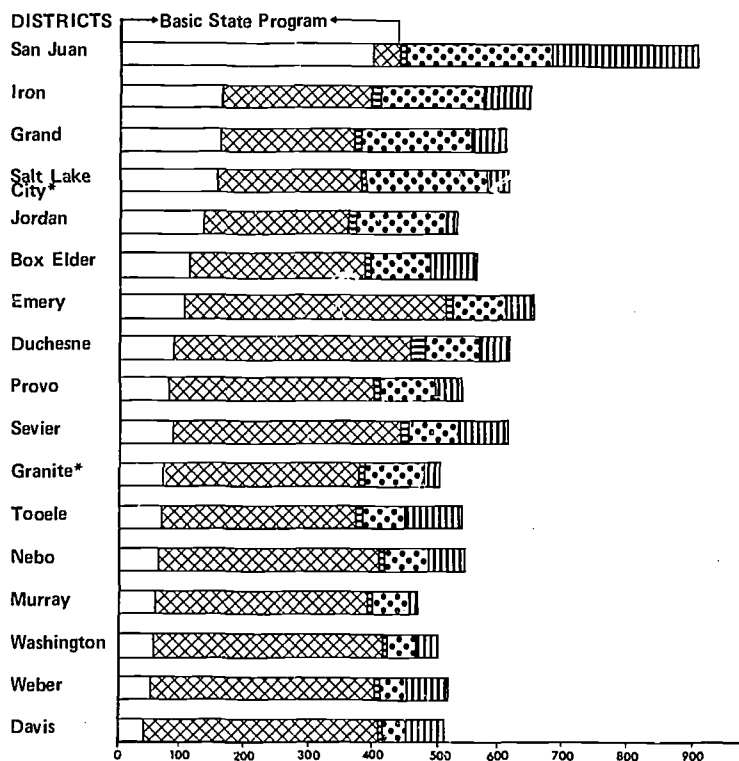 DISTRICTS Basic State Program
San Juan
Iron
Grand
Salt Lake
City*
Jordan
Box Elder
Emery
Duchesne
Provo
Sevier
Granite*
Tooele
Nebo
Murray
Washington
Weber
Davis
0 100 200 300 400 500 600 700 800 900